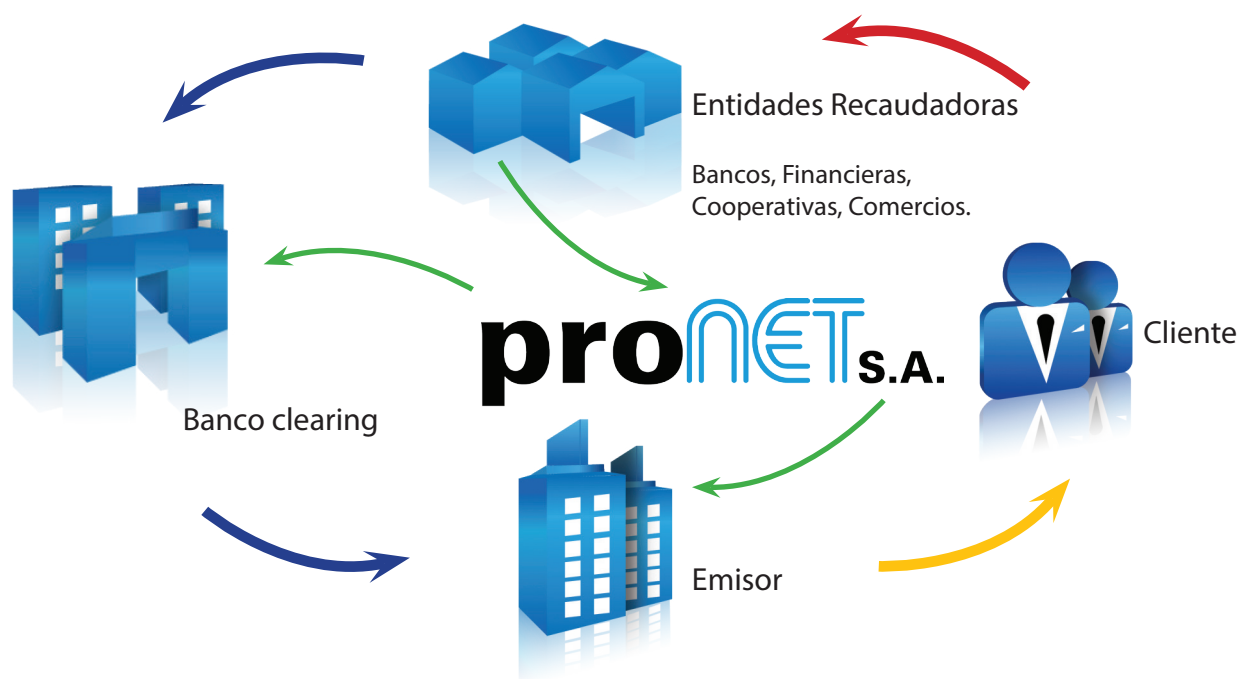 Entidades Recaudadoras
Bancos, Financieras,
Cooperativas, Comercios.
proNET S.A.
Cliente
Banco clearing
Emisor